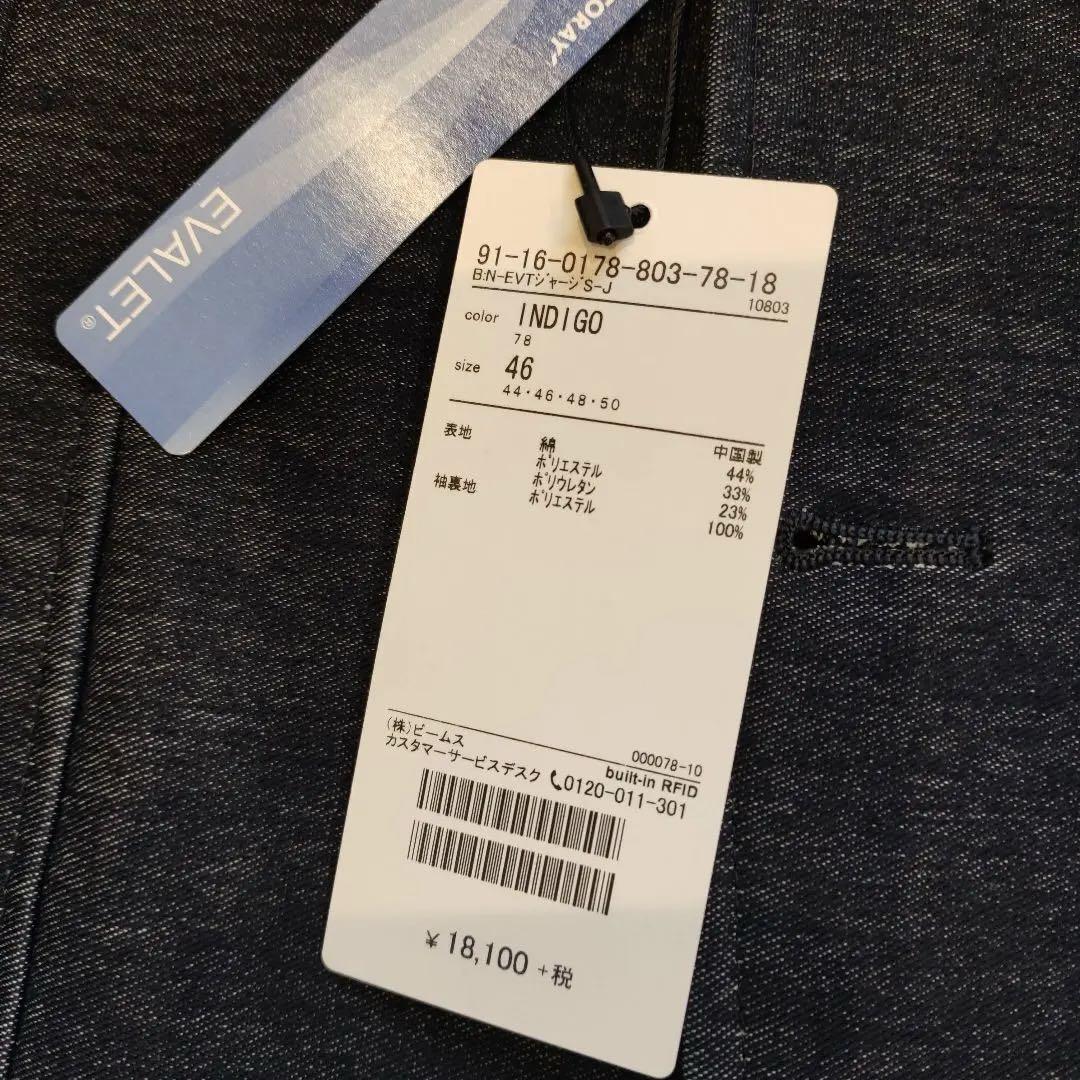 TORAY
EVALET®
91-16-0178-803-78-18
B:N-EVTジャージS-J 10803
color INDIGO
78
size 46
44・46・48・50
表地 中国製
綿 44%
ポリエステル 33%
ポリウレタン 23%
袖裏地 ポリエステル 100%
(株)ビームス 000078-10
カスタマーサービスデスク built-in RFID
0120-011-301
¥18,100 +税